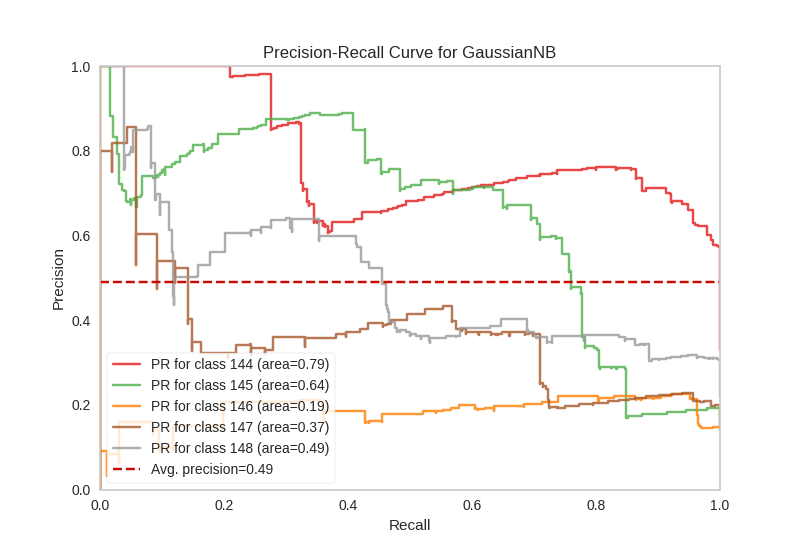 Precision-Recall Curve for GaussianNB
Precision
1.0
0.8
0.6
0.4
0.2
0.0
PR for class 144 (area=0.79)
PR for class 145 (area=0.64)
PR for class 146 (area=0.19)
PR for class 147 (area=0.37)
PR for class 148 (area=0.49)
Avg. precision=0.49
0.0 0.2 0.4 0.6 0.8 1.0
Recall